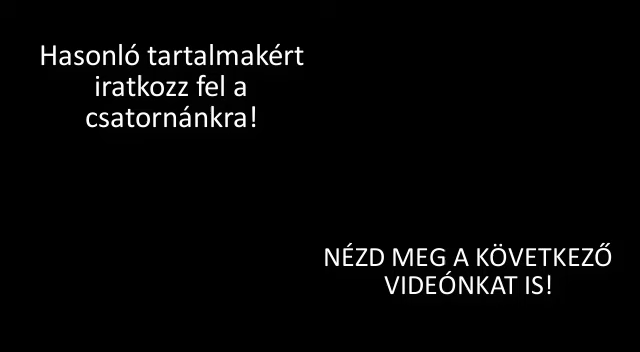 Hasonló tartalmakért
iratkozz fel a
csatornánkra!
NÉZD MEG A KÖVETKEZŐ
VIDEÓNKAT IS!